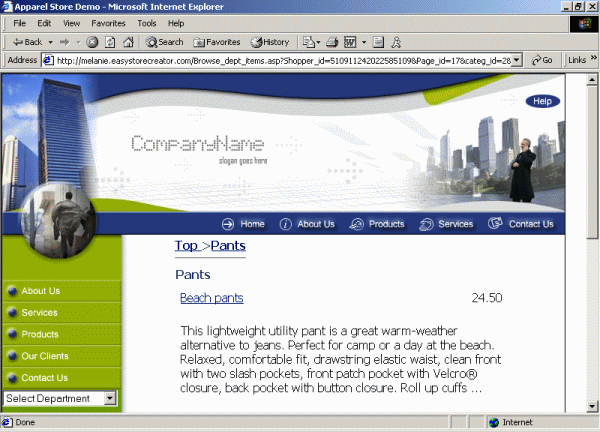 Apparel Store Demo - Microsoft Internet Explorer
File Edit View Favorites Tools Help
Back Search Favorites History
Address http://melanie.easystorecreator.com/Browse_dept_items.asp?Shopper_id=5109112420225851098&Page_id=17&categ_id=28 Go Links »
Help
CompanyName
slogan goes here
Home About Us Products Services Contact Us
Top >Pants
Pants
Beach pants 24.50
This lightweight utility pant is a great warm-weather
alternative to jeans. Perfect for camp or a day at the beach.
Relaxed, comfortable fit, drawstring elastic waist, clean front
with two slash pockets, front patch pocket with Velcro®
closure, back pocket with button closure. Roll up cuffs ...
About Us
Services
Products
Our Clients
Contact Us
Select Department
Done Internet